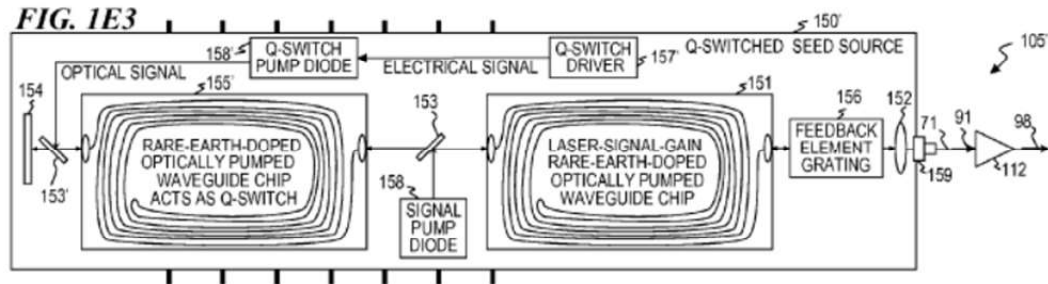 FIG. 1E3
150'
158'
Q-SWITCH
PUMP DIODE
Q-SWITCH
DRIVER
157'
Q-SWITCHED SEED SOURCE
105'
OPTICAL SIGNAL
ELECTRICAL SIGNAL
154
155'
153
151
156
152
71
91
98
RARE-EARTH-DOPED
OPTICALLY PUMPED
WAVEGUIDE CHIP
ACTS AS Q-SWITCH
LASER-SIGNAL-GAIN
RARE-EARTH-DOPED
OPTICALLY PUMPED
WAVEGUIDE CHIP
FEEDBACK
ELEMENT
GRATING
153'
158
SIGNAL
PUMP
DIODE
159
112